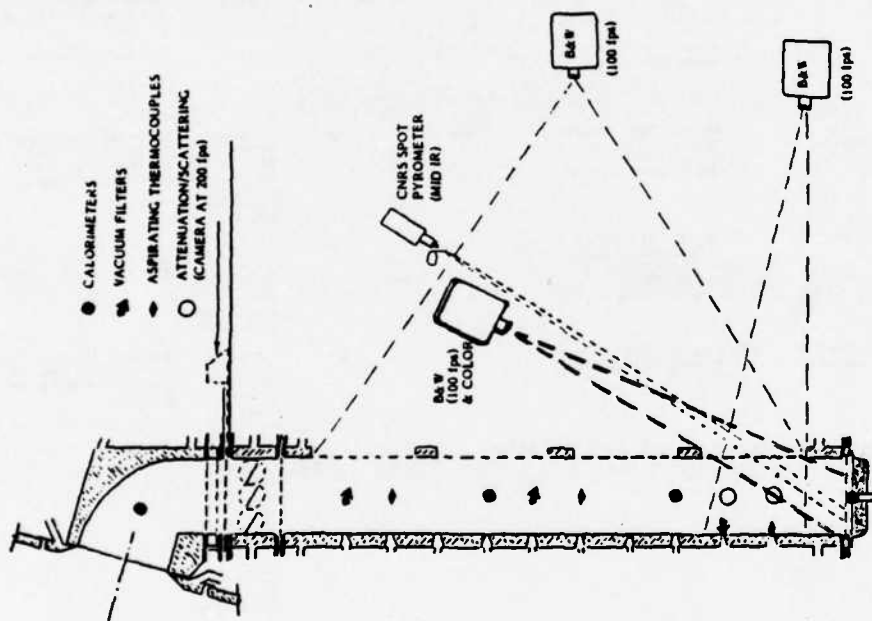 CALORIMETERS
VACUUM FILTERS
ASPIRATING THERMOCOUPLES
ATTENUATION/SCATTERING
(CAMERA AT 200 fps)
CNRS SPOT
PYROMETER
(MID IR)
B&W
(100 fps)
B&W
(100 fps)
& COLOR
B&W
(100 fps)